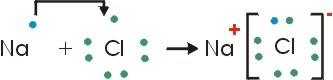 Na + Cl → Na + [ Cl ] -